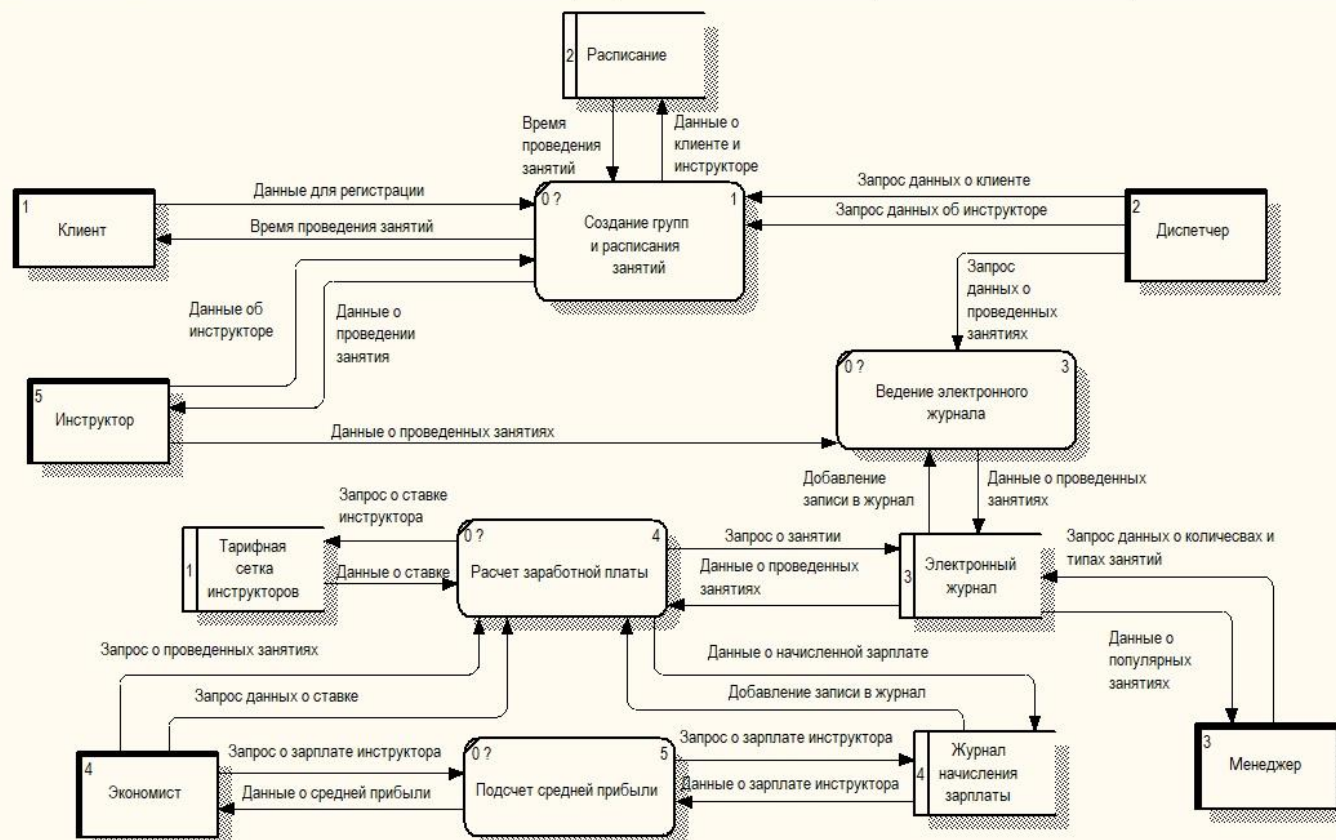 2
Расписание
Время
проведения
занятий
Данные о
клиенте и
инструкторе
1
Клиент
Данные для регистрации
Время проведения занятий
0 ?
1
Создание групп
и расписания
занятий
Запрос данных о клиенте
Запрос данных об инструкторе
2
Диспетчер
Данные об
инструкторе
Данные о
проведении
занятия
Запрос
данных о
проведенных
занятиях
5
Инструктор
Данные о проведенных занятиях
0 ?
3
Ведение электронного
журнала
Добавление
записи в журнал
Данные о проведенных
занятиях
Запрос о ставке
инструктора
1
Тарифная
сетка
инструкторов
Данные о ставке
0 ?
4
Расчет заработной платы
Запрос о занятии
Данные о проведенных
занятиях
3
Электронный
журнал
Запрос данных о количесвах и
типах занятий
Запрос о проведенных занятиях
Запрос данных о ставке
Данные о начисленной зарплате
Добавление записи в журнал
Данные о
популярных
занятиях
4
Экономист
Запрос о зарплате инструктора
Данные о средней прибыли
0 ?
5
Подсчет средней прибыли
Запрос о зарплате инструктора
Данные о зарплате инструктора
4
Журнал
начисления
зарплаты
3
Менеджер